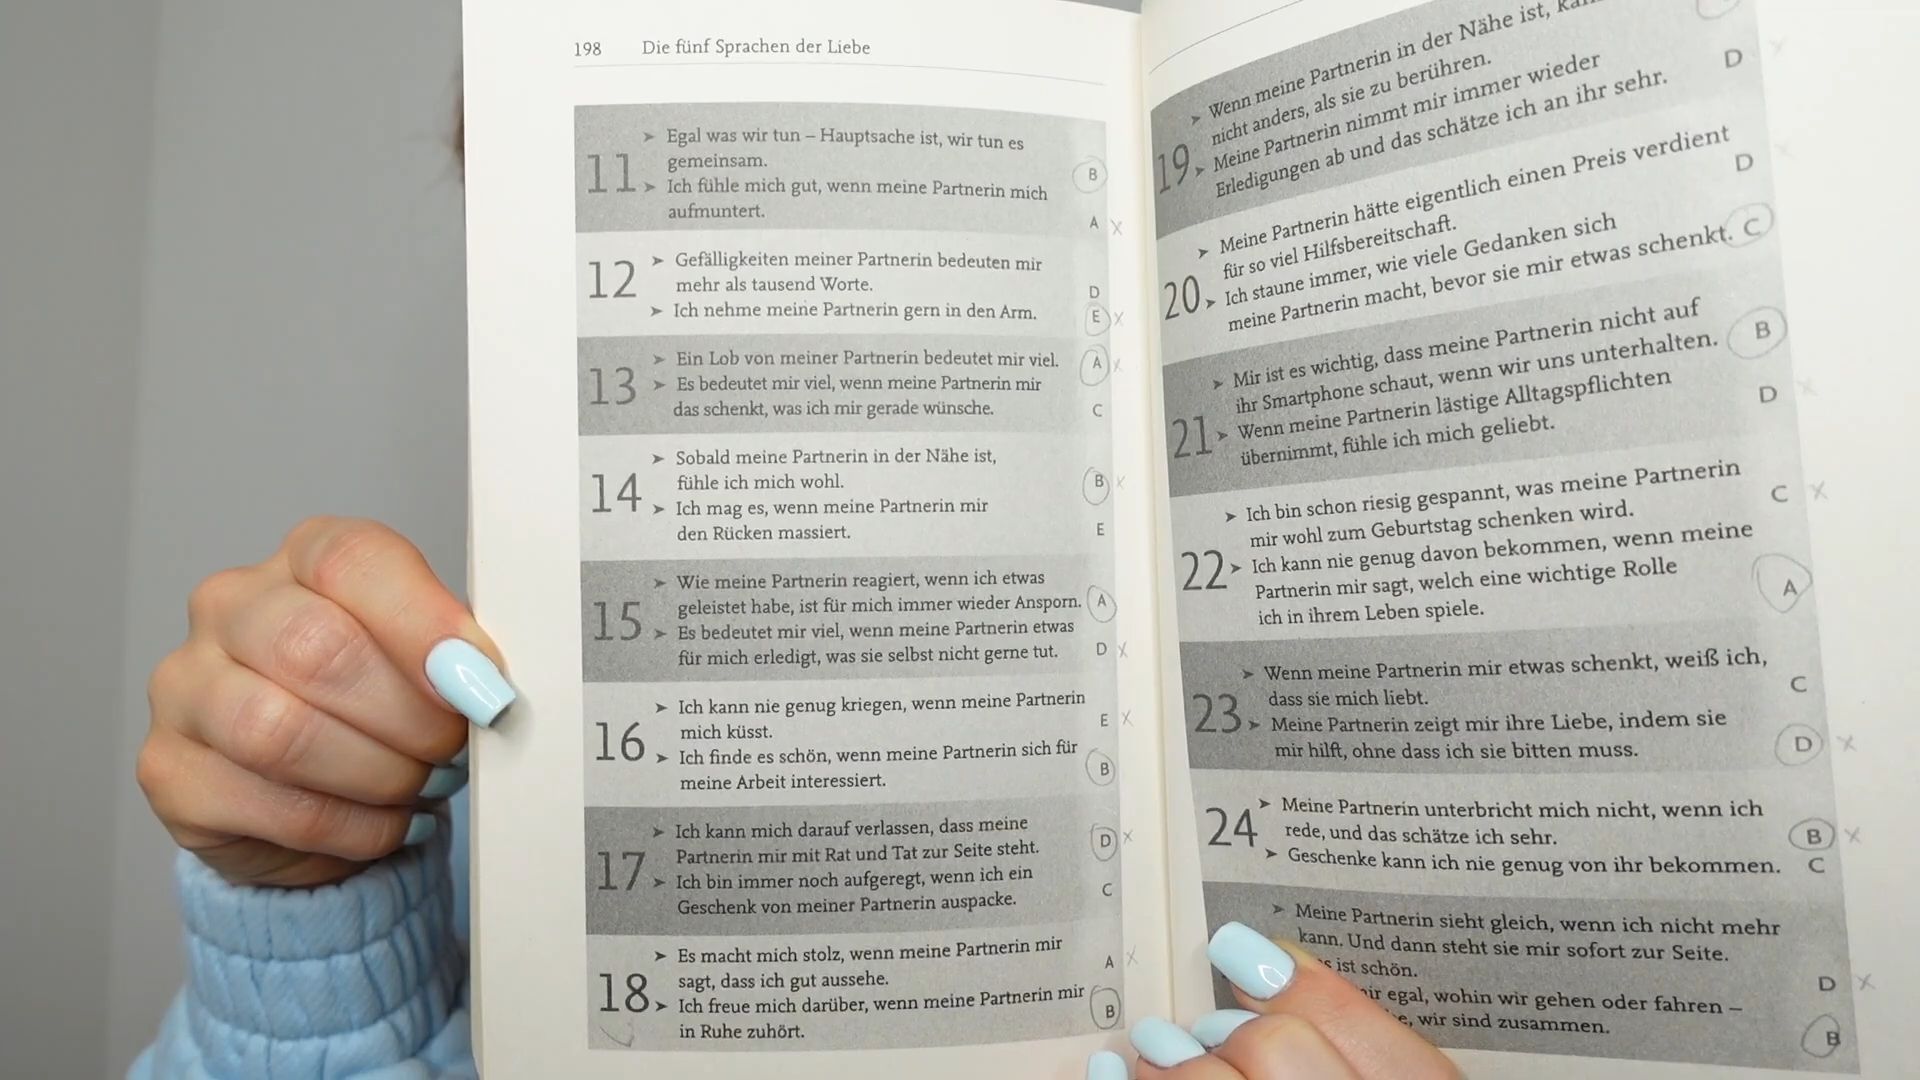 198 Die fünf Sprachen der Liebe
11
➤ Egal was wir tun – Hauptsache ist, wir tun es
gemeinsam. B
➤ Ich fühle mich gut, wenn meine Partnerin mich
aufmuntert. A X
12
➤ Gefälligkeiten meiner Partnerin bedeuten mir
mehr als tausend Worte. D
➤ Ich nehme meine Partnerin gern in den Arm. E X
13
➤ Ein Lob von meiner Partnerin bedeutet mir viel. A X
➤ Es bedeutet mir viel, wenn meine Partnerin mir
das schenkt, was ich mir gerade wünsche. C
14
➤ Sobald meine Partnerin in der Nähe ist,
fühle ich mich wohl. B X
➤ Ich mag es, wenn meine Partnerin mir
den Rücken massiert. E
15
➤ Wie meine Partnerin reagiert, wenn ich etwas
geleistet habe, ist für mich immer wieder Ansporn. A
➤ Es bedeutet mir viel, wenn meine Partnerin etwas
für mich erledigt, was sie selbst nicht gerne tut. D X
16
➤ Ich kann nie genug kriegen, wenn meine Partnerin
mich küsst. E X
➤ Ich finde es schön, wenn meine Partnerin sich für
meine Arbeit interessiert. B
17
➤ Ich kann mich darauf verlassen, dass meine
Partnerin mir mit Rat und Tat zur Seite steht. D X
➤ Ich bin immer noch aufgeregt, wenn ich ein
Geschenk von meiner Partnerin auspacke. C
18
➤ Es macht mich stolz, wenn meine Partnerin mir
sagt, dass ich gut aussehe. A X
➤ Ich freue mich darüber, wenn meine Partnerin mir
in Ruhe zuhört. B
19
➤ Wenn meine Partnerin in der Nähe ist,
nicht anders, als sie zu berühren.
➤ Meine Partnerin nimmt mir immer wieder
Erledigungen ab und das schätze ich an ihr sehr. D X
20
➤ Meine Partnerin hätte eigentlich einen Preis verdient
für so viel Hilfsbereitschaft. D X
➤ Ich staune immer, wie viele Gedanken sich
meine Partnerin macht, bevor sie mir etwas schenkt. C
21
➤ Mir ist es wichtig, dass meine Partnerin nicht auf
ihr Smartphone schaut, wenn wir uns unterhalten. B
➤ Wenn meine Partnerin lästige Alltagspflichten
übernimmt, fühle ich mich geliebt. D X
22
➤ Ich bin schon riesig gespannt, was meine Partnerin
mir wohl zum Geburtstag schenken wird. C X
➤ Ich kann nie genug davon bekommen, wenn meine
Partnerin mir sagt, welch eine wichtige Rolle
ich in ihrem Leben spiele. A
23
➤ Wenn meine Partnerin mir etwas schenkt, weiß ich,
dass sie mich liebt. C
➤ Meine Partnerin zeigt mir ihre Liebe, indem sie
mir hilft, ohne dass ich sie bitten muss. D X
24
➤ Meine Partnerin unterbricht mich nicht, wenn ich
rede, und das schätze ich sehr. B X
➤ Geschenke kann ich nie genug von ihr bekommen. C
➤ Meine Partnerin sieht gleich, wenn ich nicht mehr
kann. Und dann steht sie mir sofort zur Seite.
ist schön. D X
egal, wohin wir gehen oder fahren –
wir sind zusammen. B